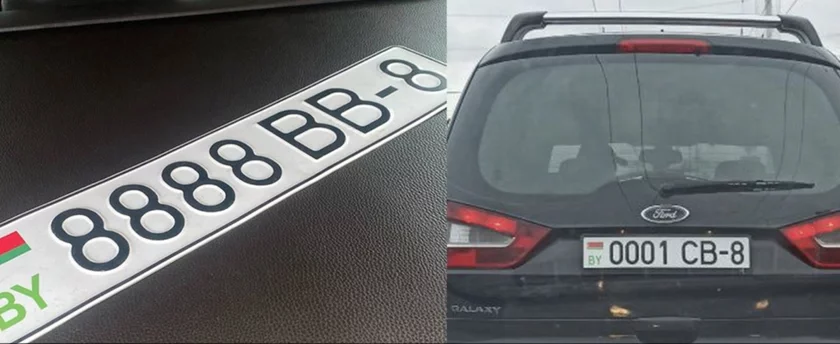 BY 8888 BB-8
Ford
BY 0001 CB-8
GALAXY